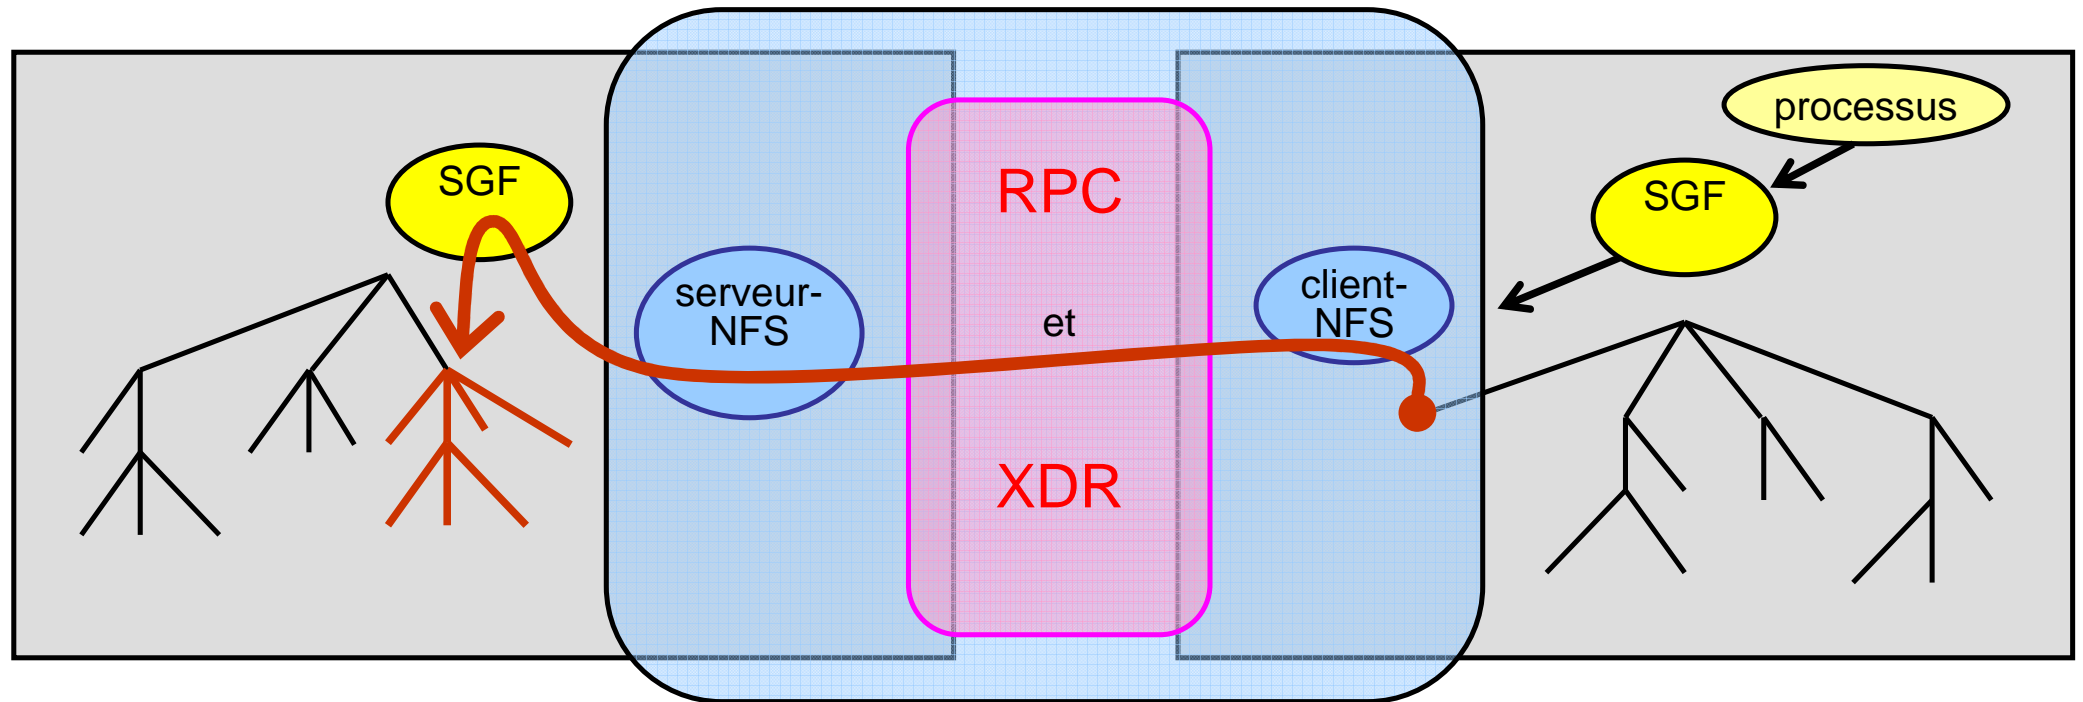 processus
SGF
SGF
RPC
serveur-
NFS
et
client-
NFS
XDR